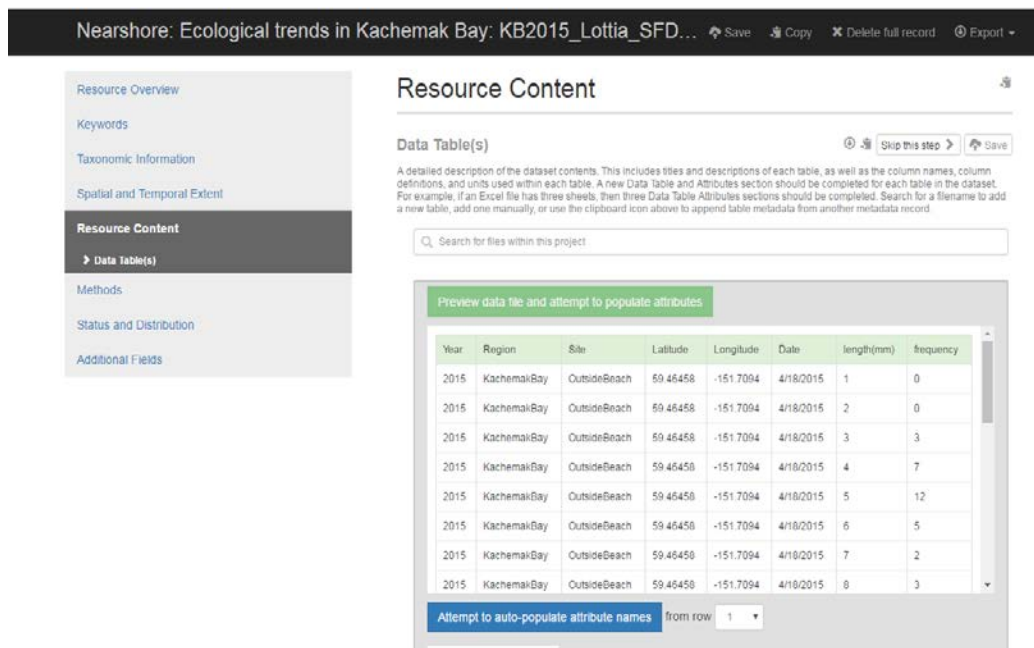 Nearshore: Ecological trends in Kachemak Bay: KB2015_Lottia_SFD... Save Copy Delete full record Export
Resource Overview
Keywords
Taxonomic Information
Spatial and Temporal Extent
Resource Content
Data Table(s)
Methods
Status and Distribution
Additional Fields
Resource Content
Data Table(s) Skip this step Save
A detailed description of the dataset contents. This includes titles and descriptions of each table, as well as the column names, column
definitions, and units used within each table. A new Data Table and Attributes section should be completed for each table in the dataset.
For example, if an Excel file has three sheets, then three Data Table Attributes sections should be completed. Search for a filename to add
a new table, add one manually, or use the clipboard icon above to append table metadata from another metadata record.
Search for files within this project
Preview data file and attempt to populate attributes
Year Region Site Latitude Longitude Date length(mm) frequency
2015 KachemakBay OutsideBeach 59.46458 -151.7094 4/18/2015 1 0
2015 KachemakBay OutsideBeach 59.46458 -151.7094 4/18/2015 2 0
2015 KachemakBay OutsideBeach 59.46458 -151.7094 4/18/2015 3 3
2015 KachemakBay OutsideBeach 59.46458 -151.7094 4/18/2015 4 7
2015 KachemakBay OutsideBeach 59.46458 -151.7094 4/18/2015 5 12
2015 KachemakBay OutsideBeach 59.46458 -151.7094 4/18/2015 6 5
2015 KachemakBay OutsideBeach 59.46458 -151.7094 4/18/2015 7 2
2015 KachemakBay OutsideBeach 59.46458 -151.7094 4/18/2015 8 3
Attempt to auto-populate attribute names from row 1